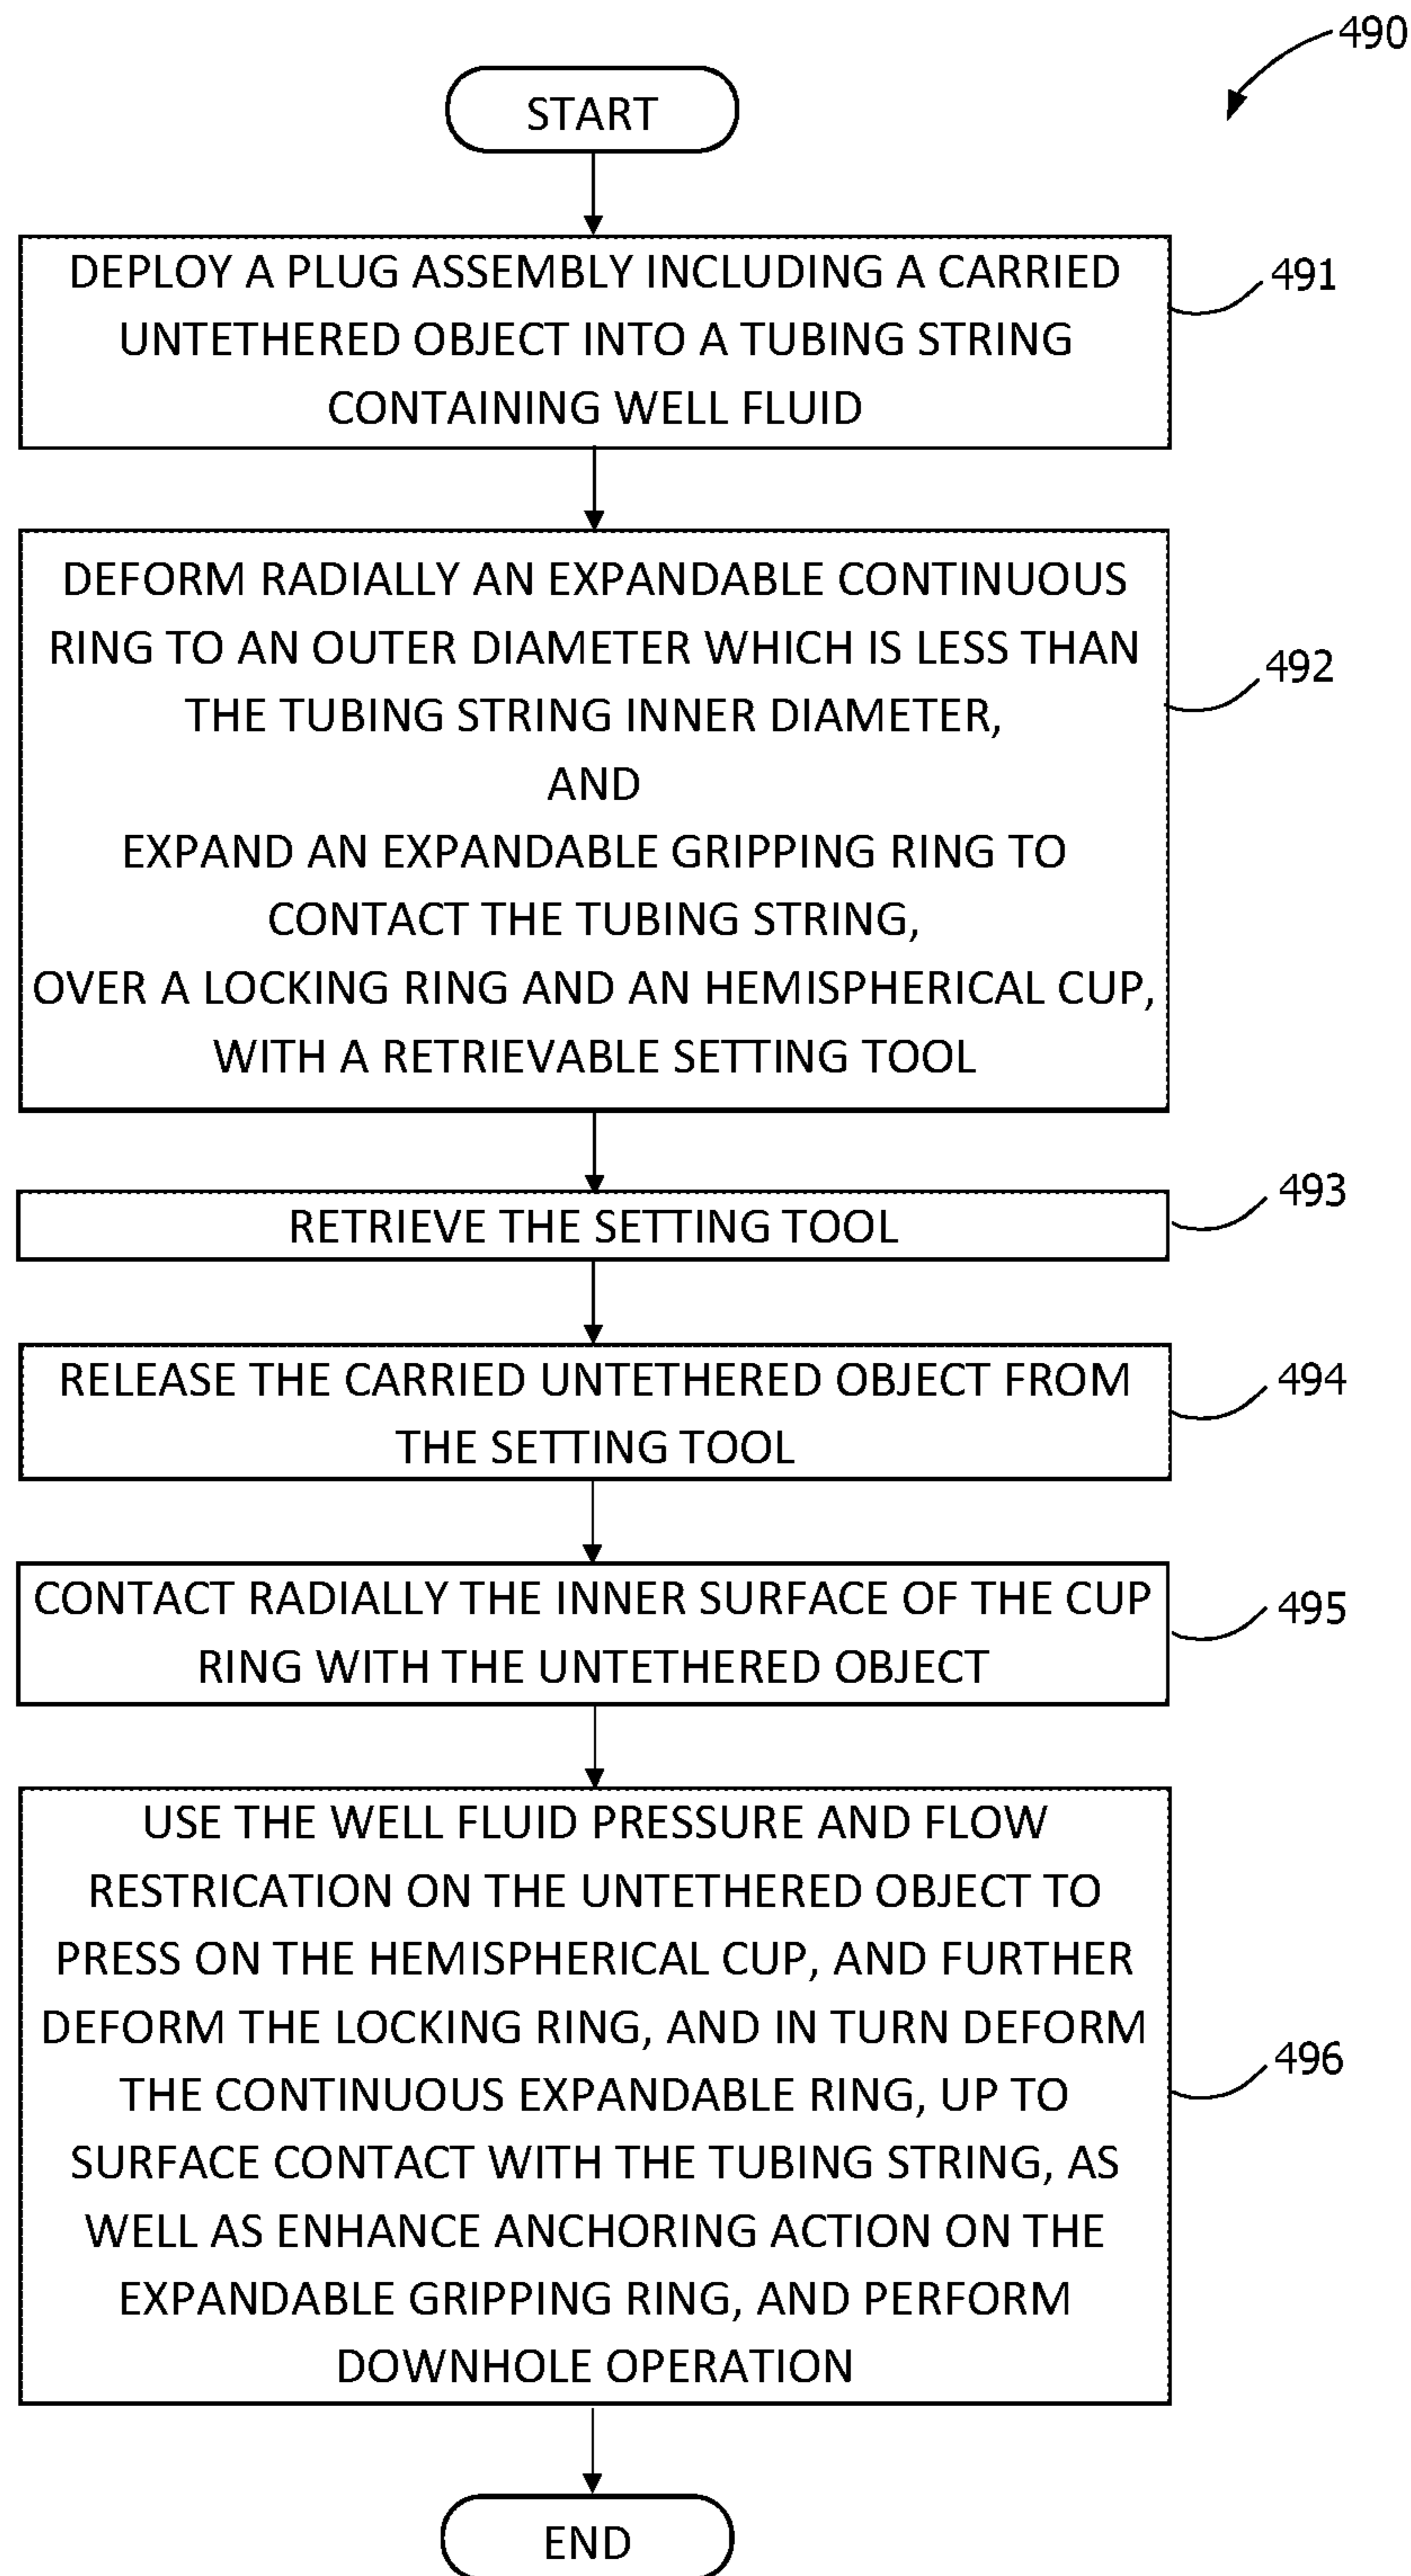 490
START
DEPLOY A PLUG ASSEMBLY INCLUDING A CARRIED
UNTETHERED OBJECT INTO A TUBING STRING
CONTAINING WELL FLUID
491
DEFORM RADIALLY AN EXPANDABLE CONTINUOUS
RING TO AN OUTER DIAMETER WHICH IS LESS THAN
THE TUBING STRING INNER DIAMETER,
AND
EXPAND AN EXPANDABLE GRIPPING RING TO
CONTACT THE TUBING STRING,
OVER A LOCKING RING AND AN HEMISPHERICAL CUP,
WITH A RETRIEVABLE SETTING TOOL
492
RETRIEVE THE SETTING TOOL
493
RELEASE THE CARRIED UNTETHERED OBJECT FROM
THE SETTING TOOL
494
CONTACT RADIALLY THE INNER SURFACE OF THE CUP
RING WITH THE UNTETHERED OBJECT
495
USE THE WELL FLUID PRESSURE AND FLOW
RESTRICATION ON THE UNTETHERED OBJECT TO
PRESS ON THE HEMISPHERICAL CUP, AND FURTHER
DEFORM THE LOCKING RING, AND IN TURN DEFORM
THE CONTINUOUS EXPANDABLE RING, UP TO
SURFACE CONTACT WITH THE TUBING STRING, AS
WELL AS ENHANCE ANCHORING ACTION ON THE
EXPANDABLE GRIPPING RING, AND PERFORM
DOWNHOLE OPERATION
496
END